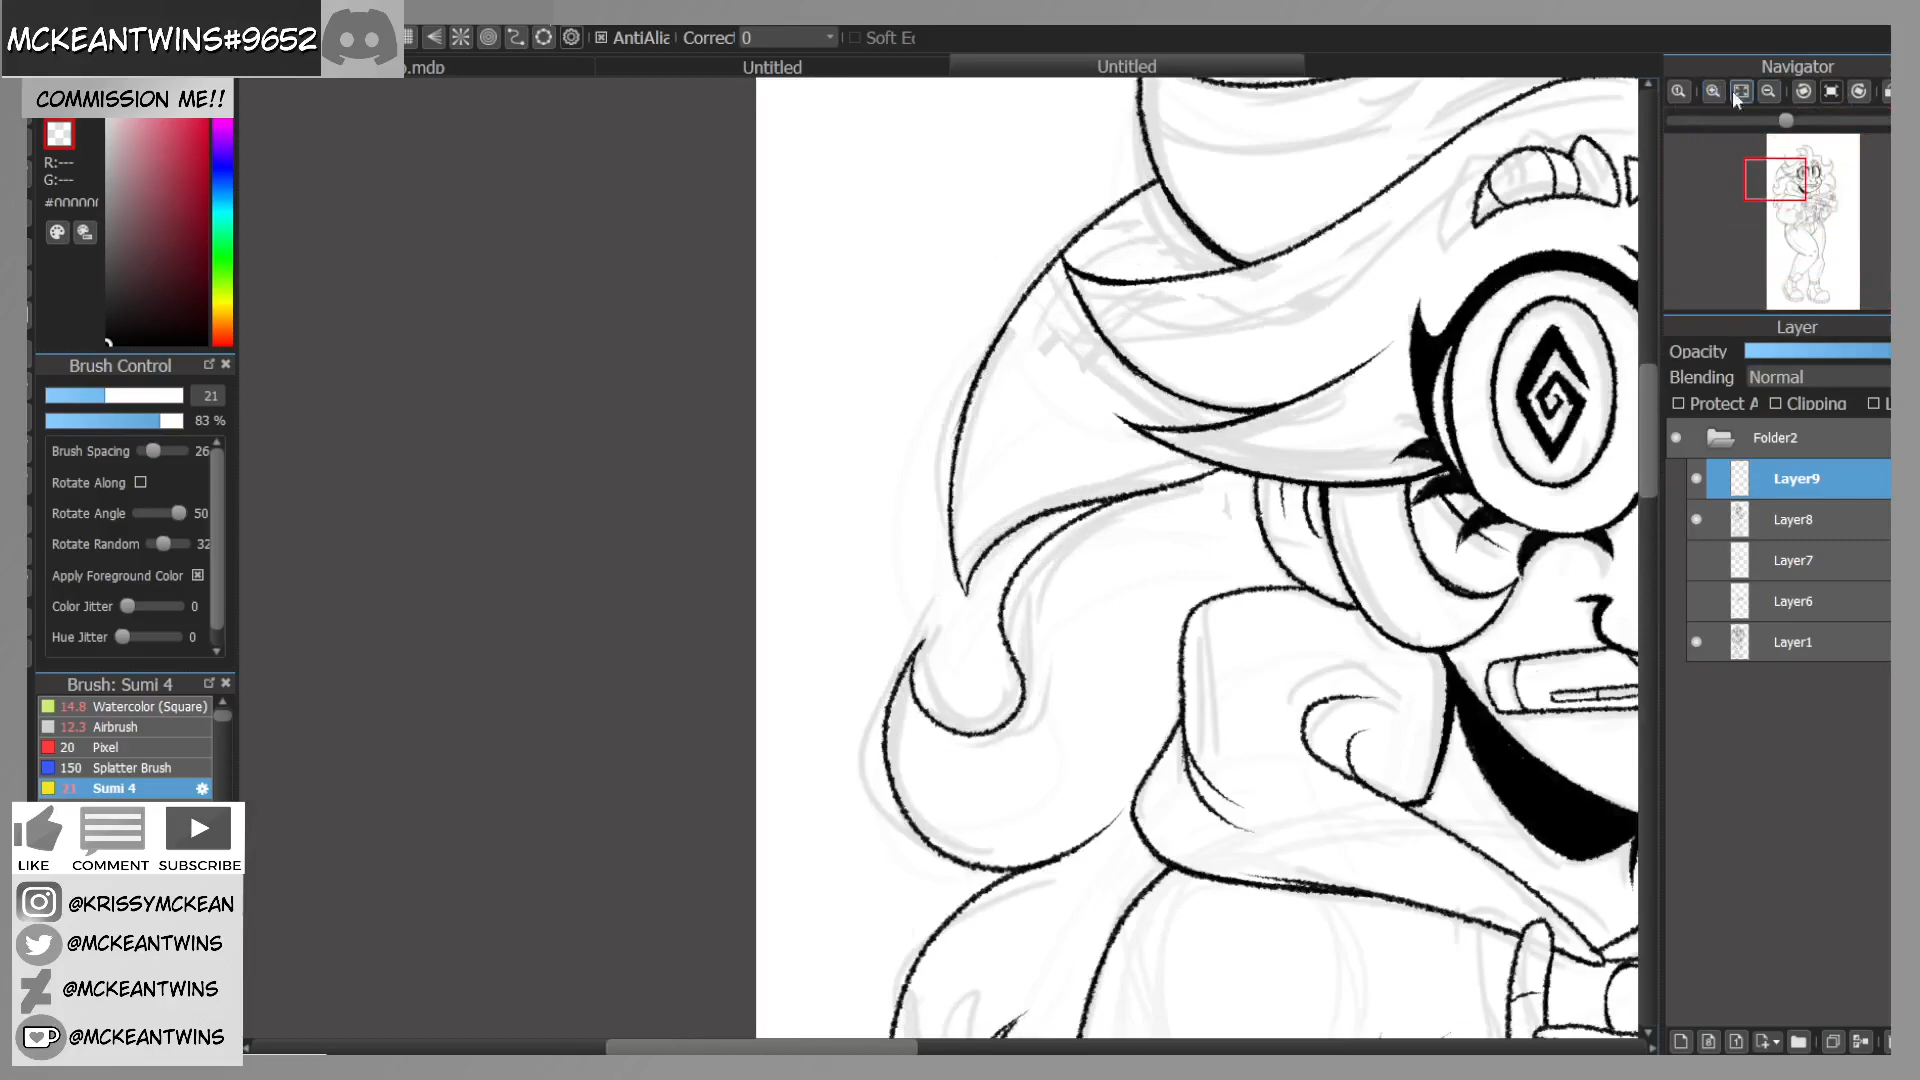 MCKEANTWINS#9652
COMMISSION ME!!
AntiAlia
Correct 0
Soft Ed
.mdp
Untitled
Untitled
Navigator
R:---
G:---
Brush Control
21
83 %
Brush Spacing 26
Rotate Along
Rotate Angle 50
Rotate Random 32
Apply Foreground Color
Color Jitter 0
Hue Jitter 0
Brush: Sumi 4
14.8 Watercolor (Square)
12.3 Airbrush
20 Pixel
150 Splatter Brush
21 Sumi 4
LIKE COMMENT SUBSCRIBE
@KRISSYMCKEAN
@MCKEANTWINS
@MCKEANTWINS
@MCKEANTWINS
Layer
Opacity
Blending Normal
Protect A
Clipping
L
Folder2
Layer9
Layer8
Layer7
Layer6
Layer1